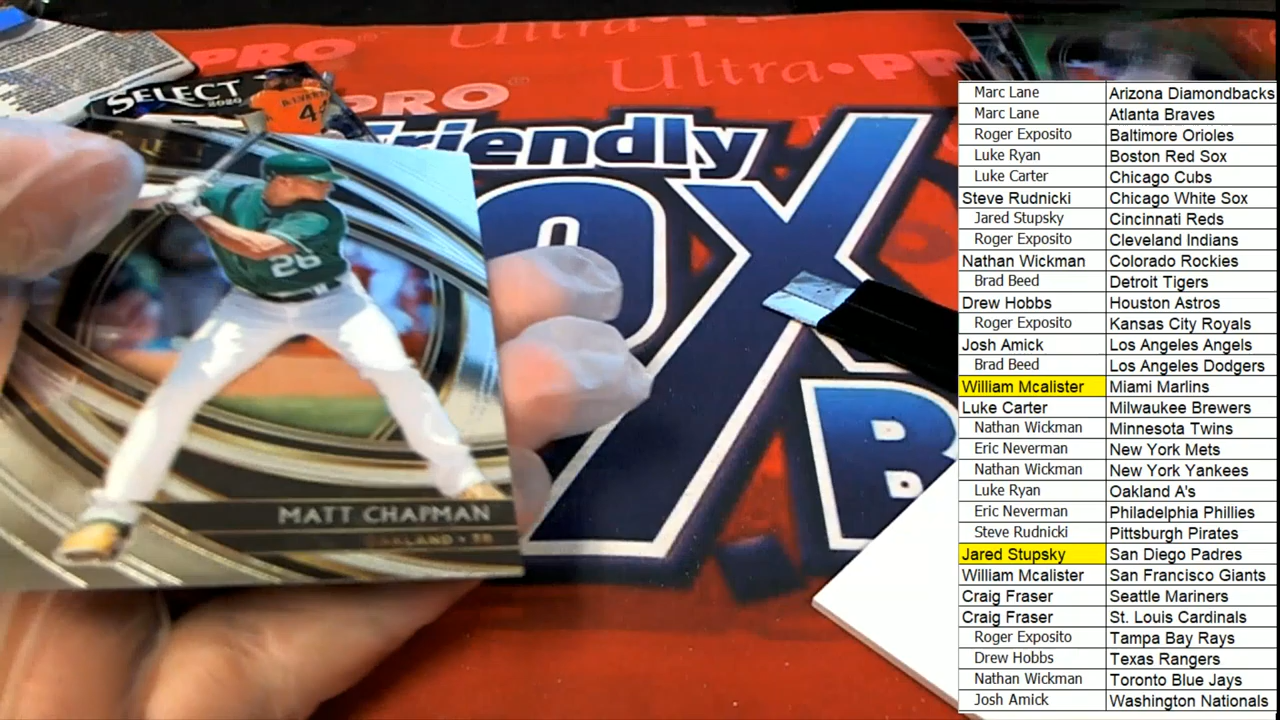 PRO
Ultra
PRO
Ultra•PR
PRO
SELECT
2020
ALVAREZ
4
Friendly
OX
B
26
MATT CHAPMAN
OAKLAND • 3B
Marc Lane Arizona Diamondbacks
Marc Lane Atlanta Braves
Roger Exposito Baltimore Orioles
Luke Ryan Boston Red Sox
Luke Carter Chicago Cubs
Steve Rudnicki Chicago White Sox
Jared Stupsky Cincinnati Reds
Roger Exposito Cleveland Indians
Nathan Wickman Colorado Rockies
Brad Beed Detroit Tigers
Drew Hobbs Houston Astros
Roger Exposito Kansas City Royals
Josh Amick Los Angeles Angels
Brad Beed Los Angeles Dodgers
William Mcalister Miami Marlins
Luke Carter Milwaukee Brewers
Nathan Wickman Minnesota Twins
Eric Neverman New York Mets
Nathan Wickman New York Yankees
Luke Ryan Oakland A's
Eric Neverman Philadelphia Phillies
Steve Rudnicki Pittsburgh Pirates
Jared Stupsky San Diego Padres
William Mcalister San Francisco Giants
Craig Fraser Seattle Mariners
Craig Fraser St. Louis Cardinals
Roger Exposito Tampa Bay Rays
Drew Hobbs Texas Rangers
Nathan Wickman Toronto Blue Jays
Josh Amick Washington Nationals